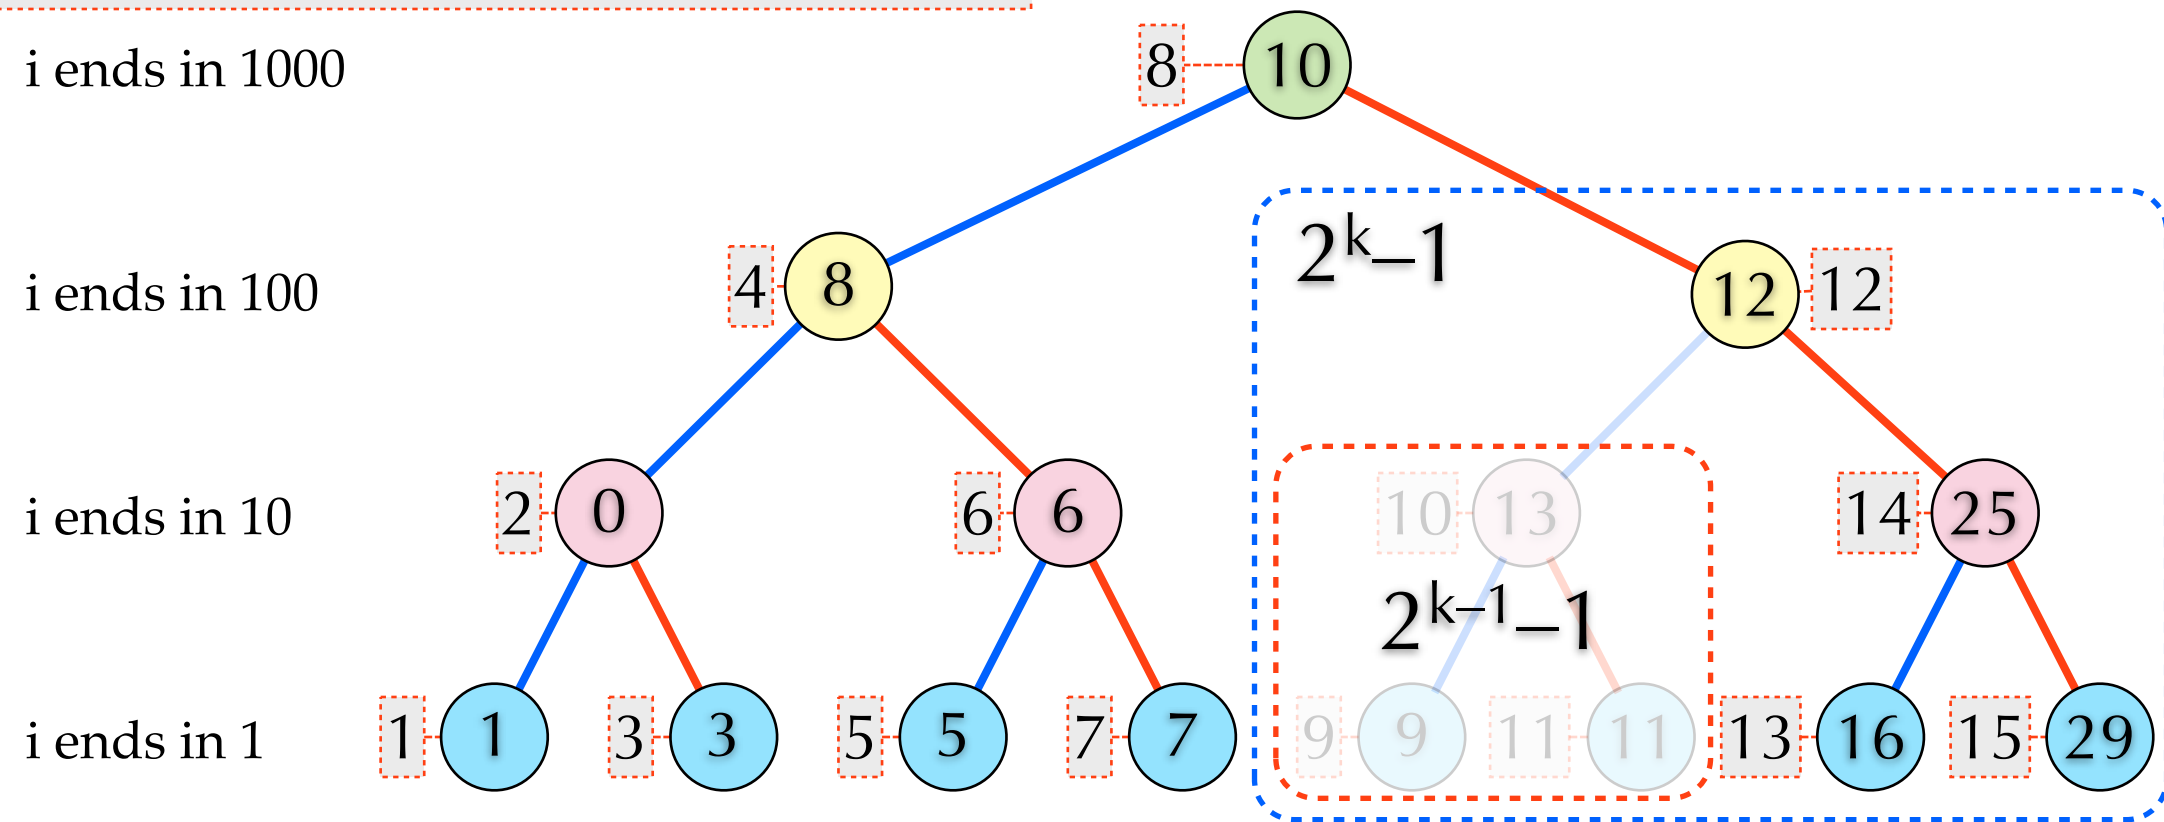 i ends in 1000
8 10
2^k–1
i ends in 100
4 8 12 12
i ends in 10
2 0 6 6 10 13 14 25
2^k–1–1
i ends in 1
1 1 3 3 5 5 7 7 9 9 11 11 13 16 15 29